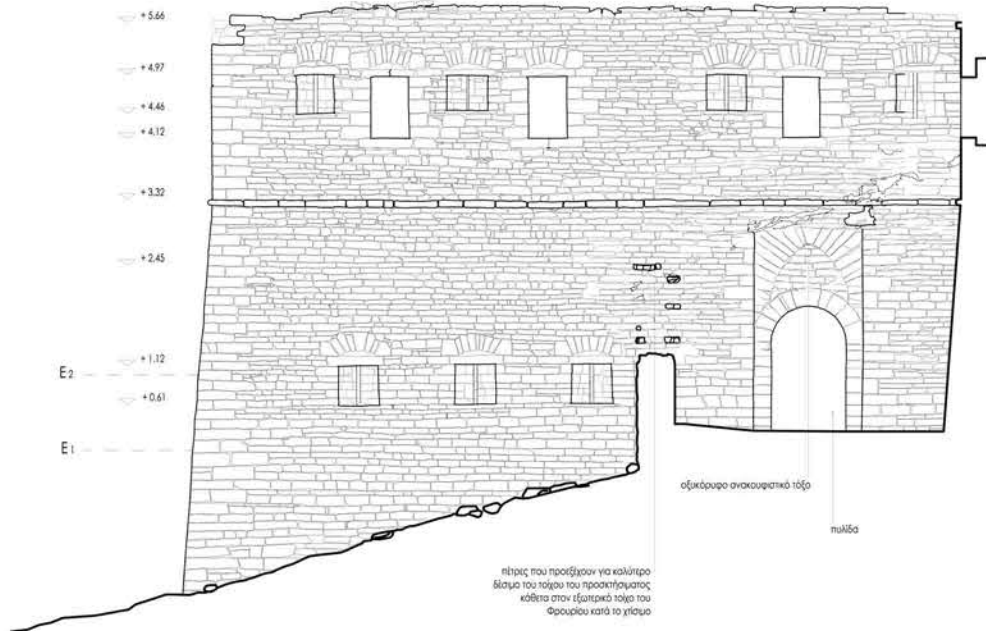 + 5.66
+ 4.97
+ 4.46
+ 4.12
+ 3.32
+ 2.45
+ 1.12
E2
+ 0.61
E1
οξυκόρυφο ανακουφιστικό τόξο
πυλίδα
πέτρες που προεξέχουν για καλύτερο
δέσιμο του τοίχου του προσκτήσματος
κάθετα στον εξωτερικό τοίχο του
Φρουρίου κατά το χτίσιμο